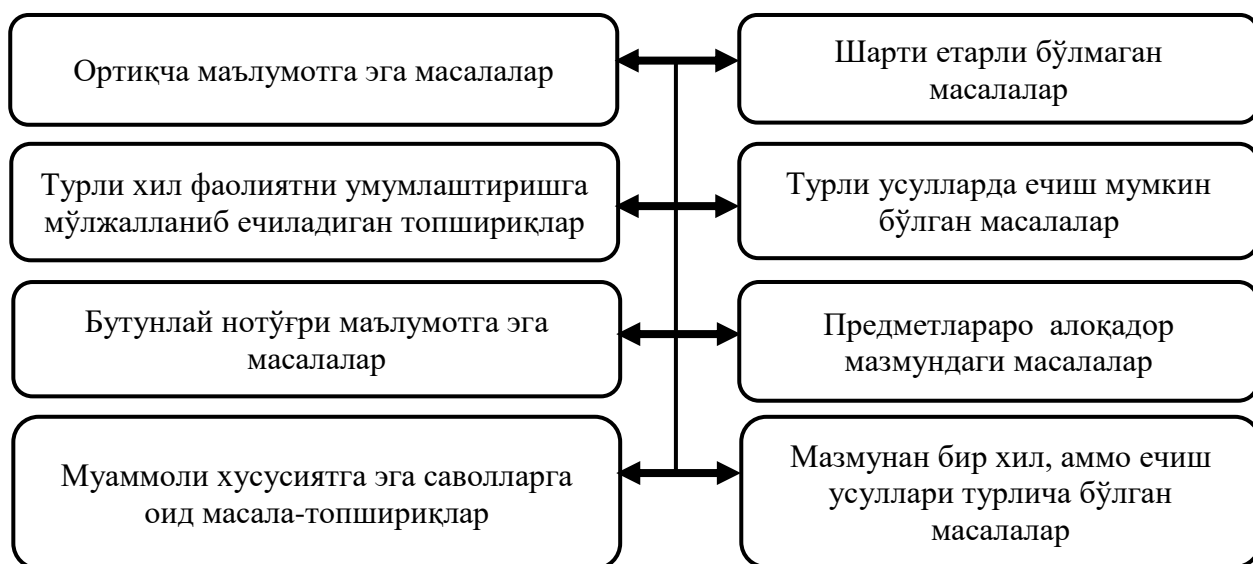 Ортиқча маълумотга эга масалалар
Шарти етарли бўлмаган
масалалар
Турли хил фаолиятни умумлаштиришга
мўлжалланиб ечиладиган топшириқлар
Турли усулларда ечиш мумкин
бўлган масалалар
Бутунлай нотўғри маълумотга эга
масалалар
Предметлараро алоқадор
мазмундаги масалалар
Муаммоли хусусиятга эга саволларга
оид масала-топшириқлар
Мазмунан бир хил, аммо ечиш
усуллари турлича бўлган
масалалар